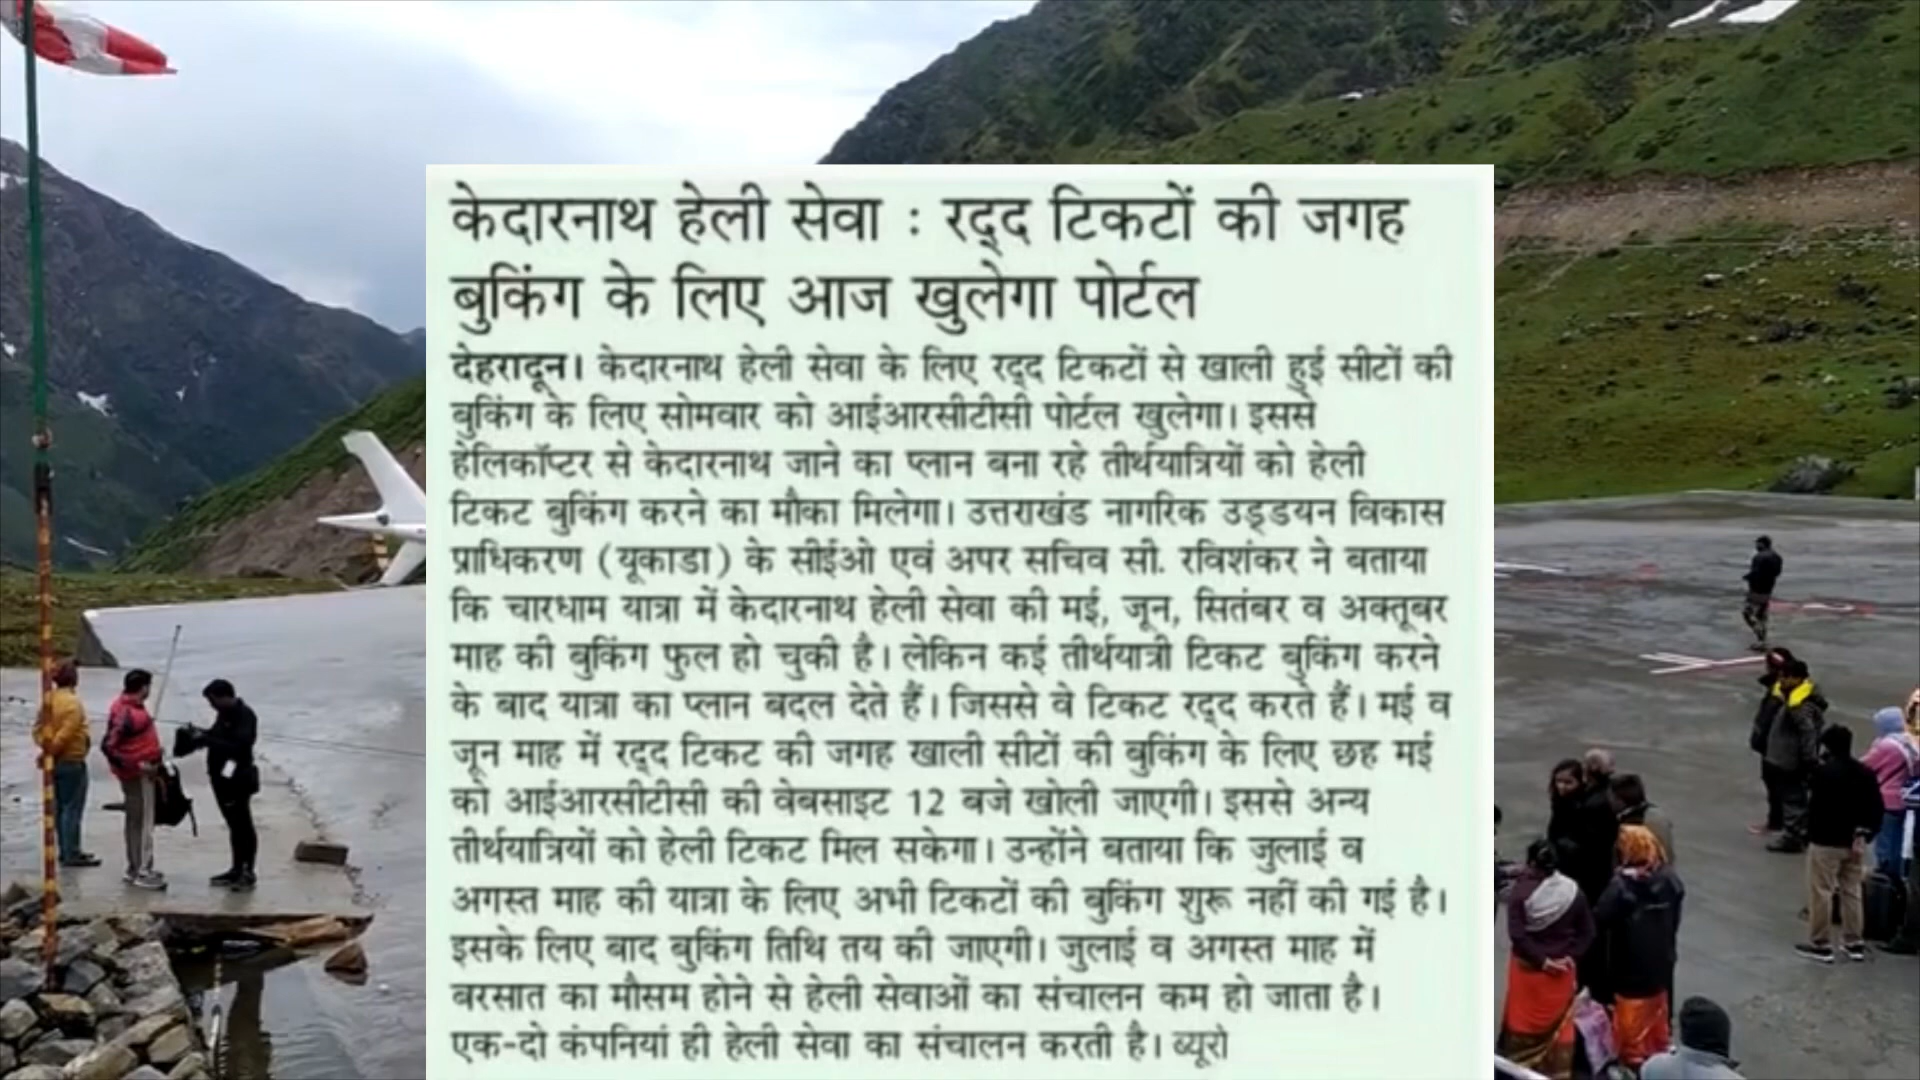 केदारनाथ हेली सेवा : रद्द टिकटों की जगह
बुकिंग के लिए आज खुलेगा पोर्टल
देहरादून। केदारनाथ हेली सेवा के लिए रद्द टिकटों से खाली हुई सीटों की
बुकिंग के लिए सोमवार को आईआरसीटीसी पोर्टल खुलेगा। इससे
हेलिकॉप्टर से केदारनाथ जाने का प्लान बना रहे तीर्थयात्रियों को हेली
टिकट बुकिंग करने का मौका मिलेगा। उत्तराखंड नागरिक उड्डयन विकास
प्राधिकरण (यूकाडा) के सीईओ एवं अपर सचिव सी. रविशंकर ने बताया
कि चारधाम यात्रा में केदारनाथ हेली सेवा की मई, जून, सितंबर व अक्तूबर
माह की बुकिंग फुल हो चुकी है। लेकिन कई तीर्थयात्री टिकट बुकिंग करने
के बाद यात्रा का प्लान बदल देते हैं। जिससे वे टिकट रद्द करते हैं। मई व
जून माह में रद्द टिकट की जगह खाली सीटों की बुकिंग के लिए छह मई
को आईआरसीटीसी की वेबसाइट 12 बजे खोली जाएगी। इससे अन्य
तीर्थयात्रियों को हेली टिकट मिल सकेगा। उन्होंने बताया कि जुलाई व
अगस्त माह की यात्रा के लिए अभी टिकटों की बुकिंग शुरू नहीं की गई है।
इसके लिए बाद बुकिंग तिथि तय की जाएगी। जुलाई व अगस्त माह में
बरसात का मौसम होने से हेली सेवाओं का संचालन कम हो जाता है।
एक-दो कंपनियां ही हेली सेवा का संचालन करती है। ब्यूरो